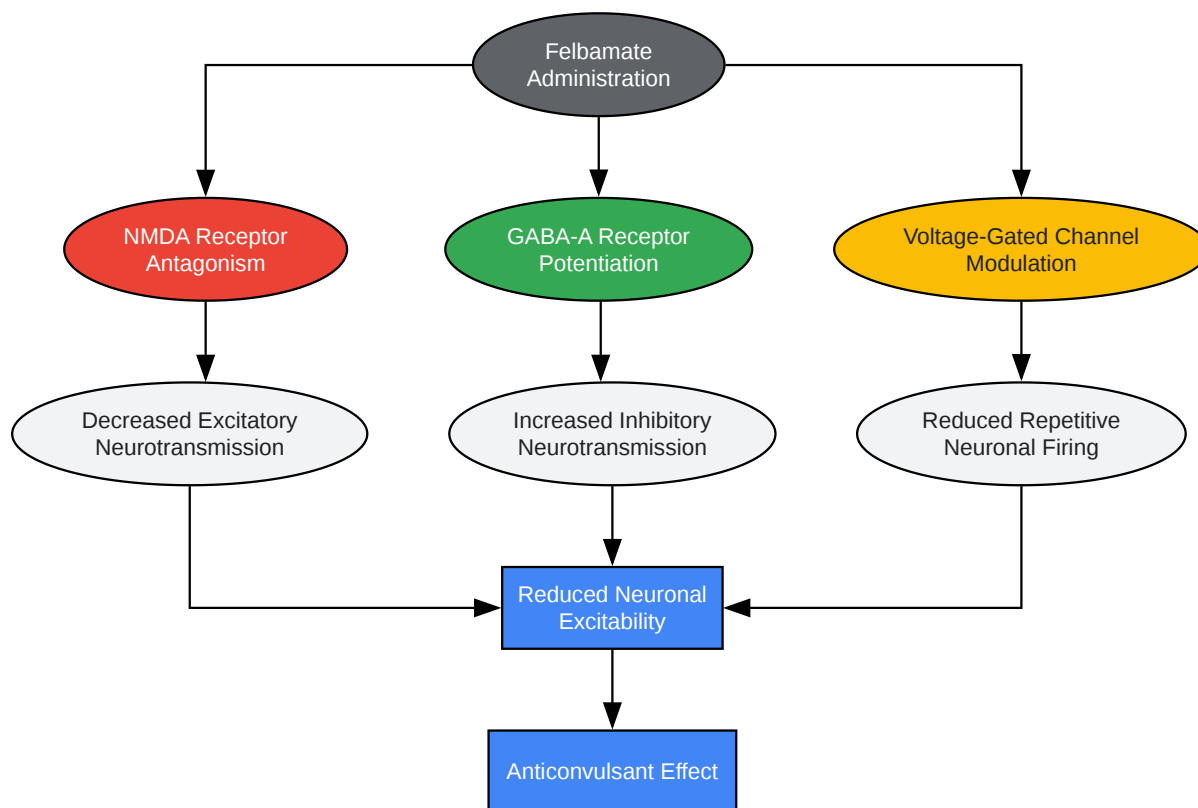 Felbamate
Administration
NMDA Receptor
Antagonism
GABA-A Receptor
Potentiation
Voltage-Gated Channel
Modulation
Decreased Excitatory
Neurotransmission
Increased Inhibitory
Neurotransmission
Reduced Repetitive
Neuronal Firing
Reduced Neuronal
Excitability
Anticonvulsant Effect